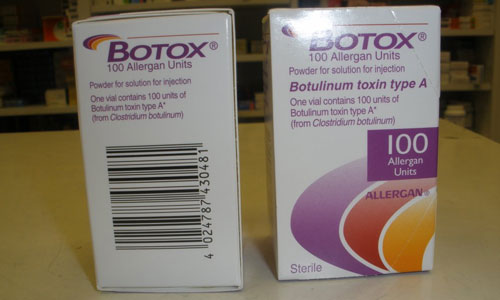 BOTOX®
100 Allergan Units
Powder for solution for injection
One vial contains 100 units of
Botulinum toxin type A*
(from Clostridium botulinum)
4 024787 430481
BOTOX®
100 Allergan Units
Powder for solution for injection
Botulinum toxin type A
One vial contains 100 units of
Botulinum toxin type A*
(from Clostridium botulinum)
100
Allergan
Units
ALLERGAN®
Sterile